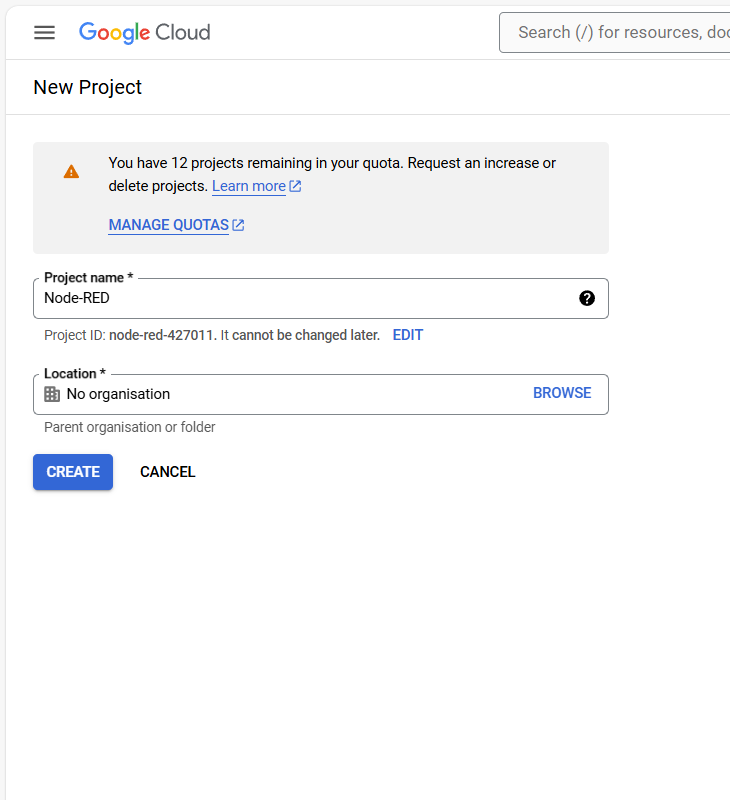 Google Cloud
Search (/) for resources, doc
New Project
You have 12 projects remaining in your quota. Request an increase or
delete projects. Learn more
MANAGE QUOTAS
Project name *
Node-RED
Project ID: node-red-427011. It cannot be changed later. EDIT
Location *
No organisation BROWSE
Parent organisation or folder
CREATE CANCEL